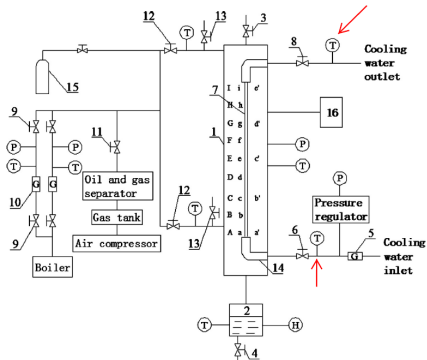 12
13
3
T
T
8
Cooling
water
outlet
15
I i e'
7
H h
9
11
G g d'
16
1
F f
P
P
P
E e c'
T
T
T
D d
G
G
Oil and gas
separator
12
T
C c b'
P
10
Pressure
regulator
Gas tank
B b
6
T
5
Cooling
water
inlet
9
Air compressor
13
A a a'
G
Boiler
14
2
T
H
4